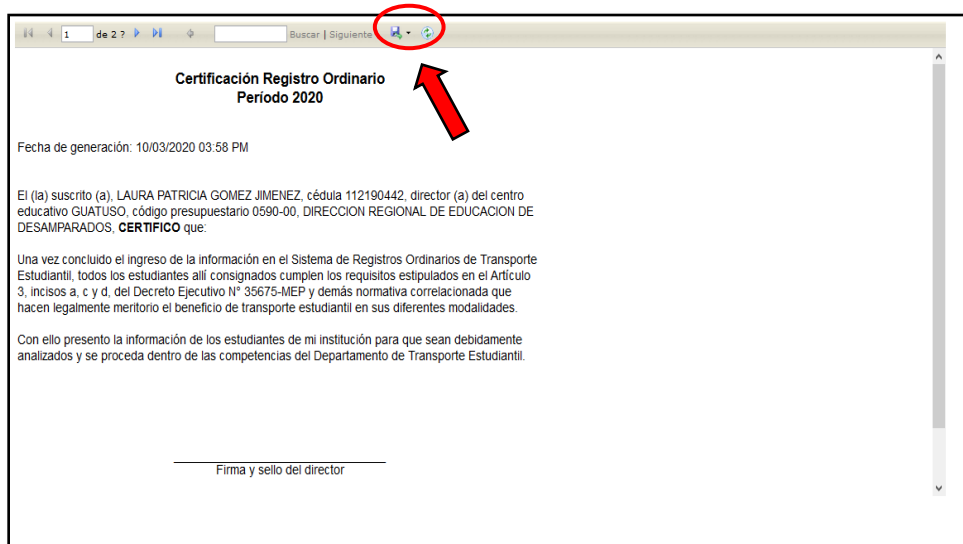 1 de 2 ? Buscar | Siguiente
Certificación Registro Ordinario
Período 2020
Fecha de generación: 10/03/2020 03:58 PM
El (la) suscrito (a), LAURA PATRICIA GOMEZ JIMENEZ, cédula 112190442, director (a) del centro
educativo GUATUSO, código presupuestario 0590-00, DIRECCION REGIONAL DE EDUCACION DE
DESAMPARADOS, CERTIFICO que:
Una vez concluido el ingreso de la información en el Sistema de Registros Ordinarios de Transporte
Estudiantil, todos los estudiantes allí consignados cumplen los requisitos estipulados en el Artículo
3, incisos a, c y d, del Decreto Ejecutivo N° 35675-MEP y demás normativa correlacionada que
hacen legalmente meritorio el beneficio de transporte estudiantil en sus diferentes modalidades.
Con ello presento la información de los estudiantes de mi institución para que sean debidamente
analizados y se proceda dentro de las competencias del Departamento de Transporte Estudiantil.
Firma y sello del director